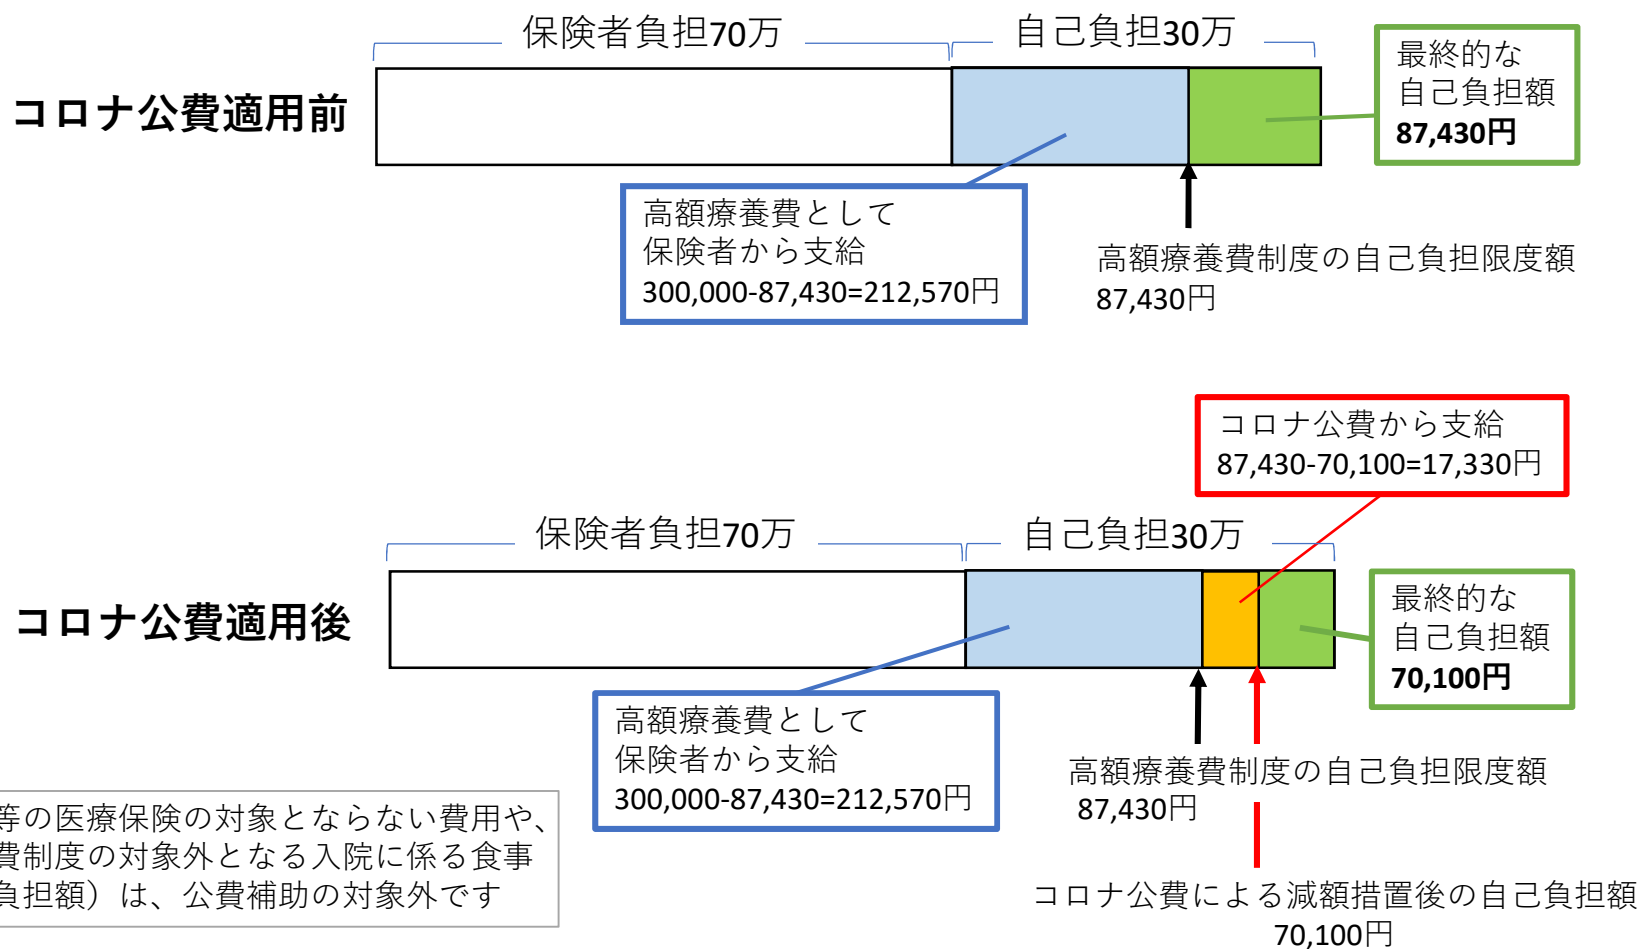 保険者負担70万
自己負担30万
コロナ公費適用前
最終的な
自己負担額
87,430円
高額療養費として
保険者から支給
300,000-87,430=212,570円
高額療養費制度の自己負担限度額
87,430円
コロナ公費から支給
87,430-70,100=17,330円
保険者負担70万
自己負担30万
コロナ公費適用後
最終的な
自己負担額
70,100円
高額療養費として
保険者から支給
300,000-87,430=212,570円
高額療養費制度の自己負担限度額
87,430円
等の医療保険の対象とならない費用や、
費制度の対象外となる入院に係る食事
負担額）は、公費補助の対象外です
コロナ公費による減額措置後の自己負担額
70,100円